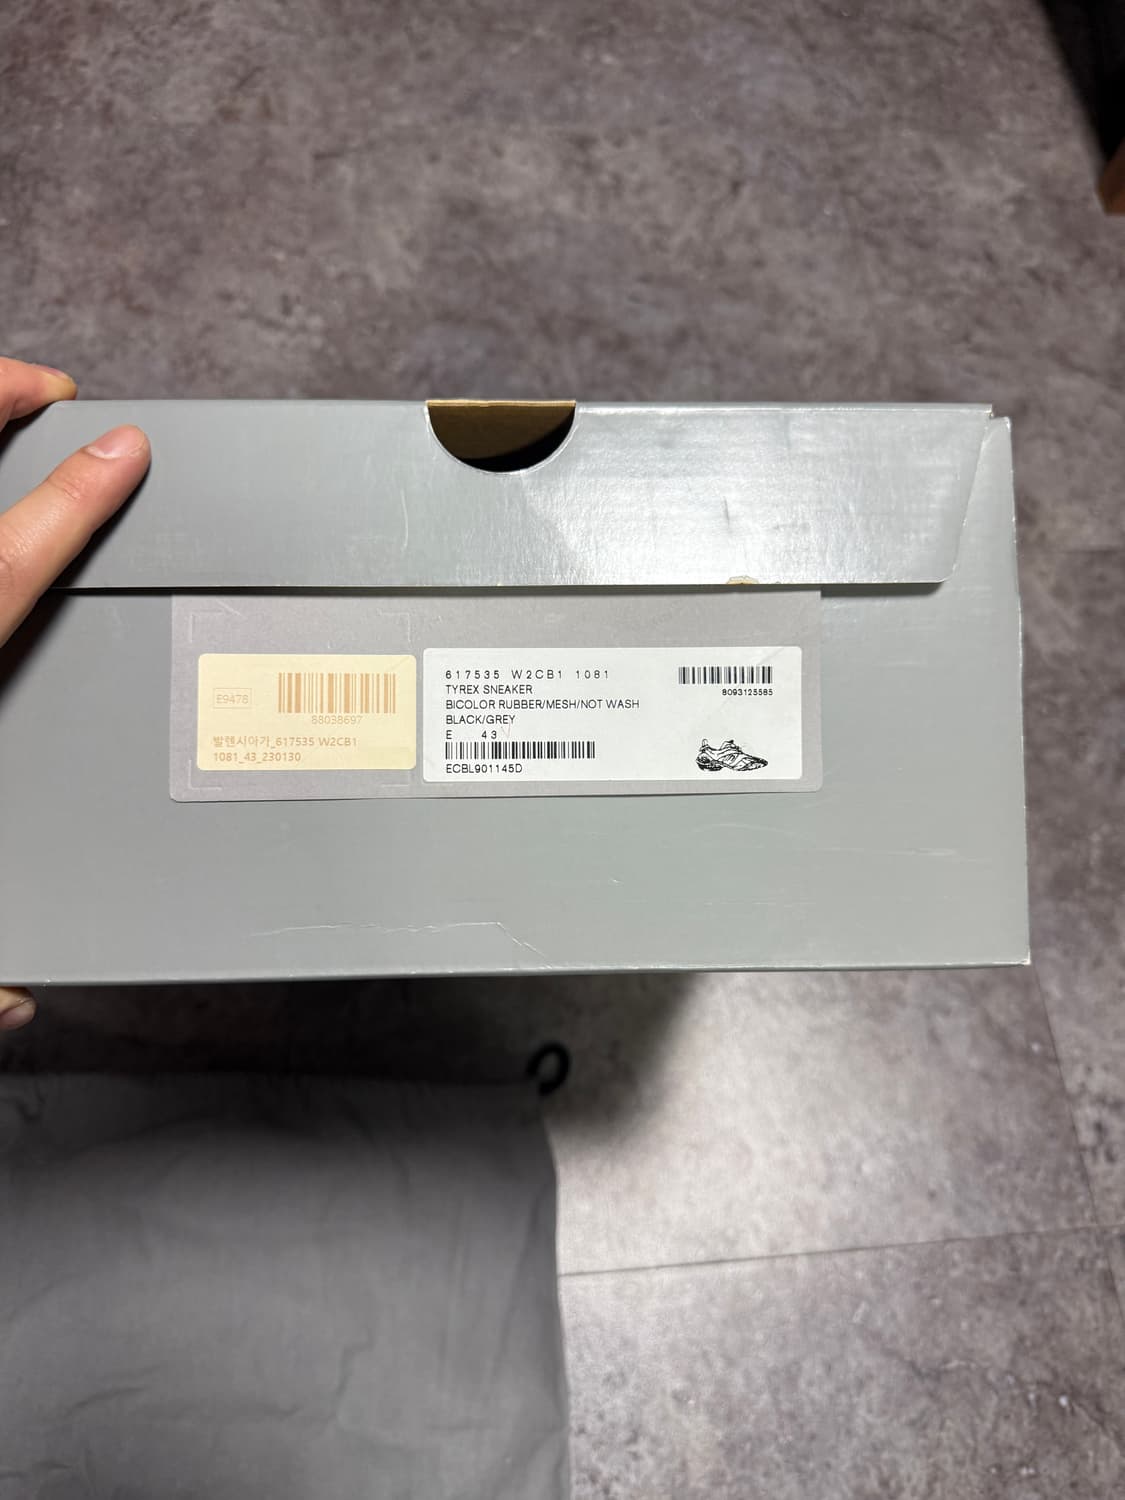 E9478
88038697
발렌시아가_617535 W2CB1
1081_43_230130
617535 W2CB1 1081
TYREX SNEAKER
BICOLOR RUBBER/MESH/NOT WASH
BLACK/GREY
E 43
ECBL901145D
8093125585